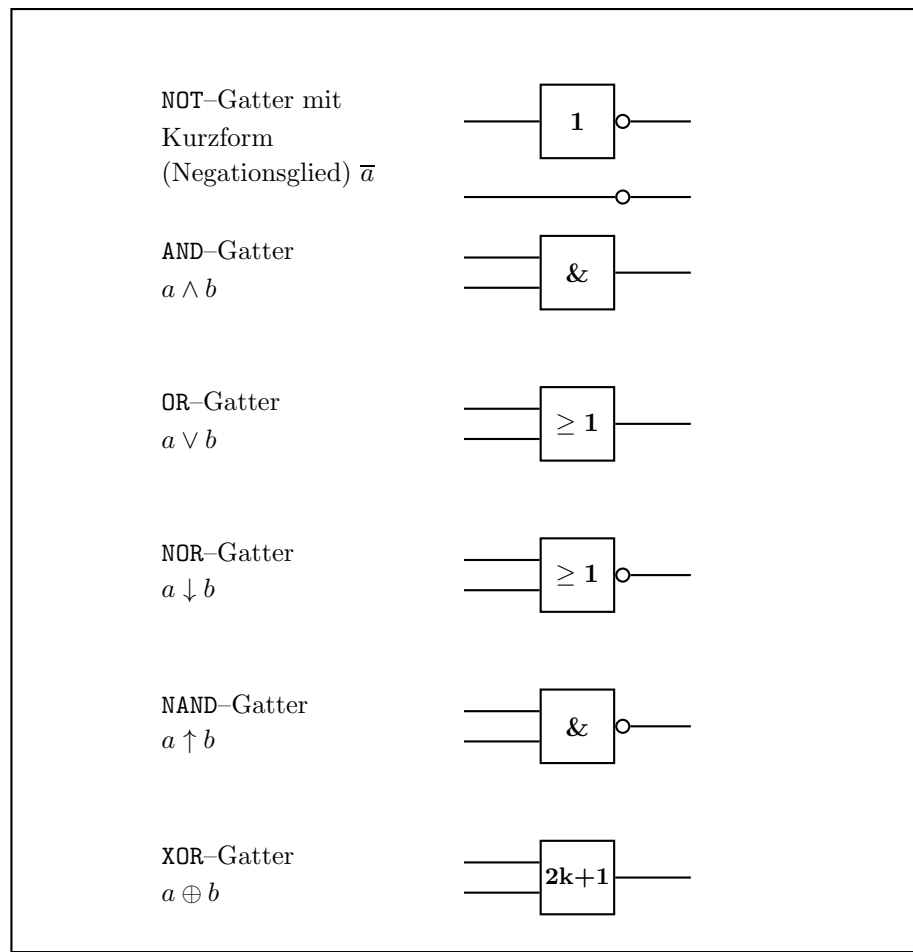 NOT–Gatter mit
Kurzform
(Negationsglied) a̅
1
AND–Gatter
a ∧ b
&
OR–Gatter
a ∨ b
≥ 1
NOR–Gatter
a ↓ b
≥ 1
NAND–Gatter
a ↑ b
&
XOR–Gatter
a ⊕ b
2k+1